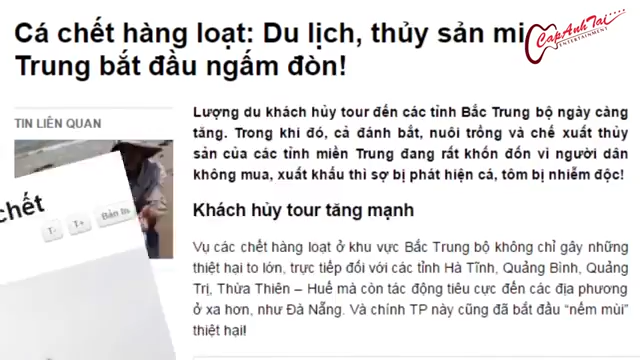 Cá chết hàng loạt: Du lịch, thủy sản mi
Trung bắt đầu ngấm đòn!
CapAnhTai
ENTERTAINMENT
TIN LIÊN QUAN
Lượng du khách hủy tour đến các tỉnh Bắc Trung bộ ngày càng
tăng. Trong khi đó, cả đánh bắt, nuôi trồng và chế xuất thủy
sản của các tỉnh miền Trung đang rất khốn đốn vì người dân
không mua, xuất khẩu thì sợ bị phát hiện cá, tôm bị nhiễm độc!
chết
T-
T+
Bản in
Khách hủy tour tăng mạnh
Vụ các chết hàng loạt ở khu vực Bắc Trung bộ không chỉ gây những
thiệt hại to lớn, trực tiếp đối với các tỉnh Hà Tĩnh, Quảng Bình, Quảng
Trị, Thừa Thiên – Huế mà còn tác động tiêu cực đến các địa phương
ở xa hơn, như Đà Nẵng. Và chính TP này cũng đã bắt đầu “nếm mùi”
thiệt hại!